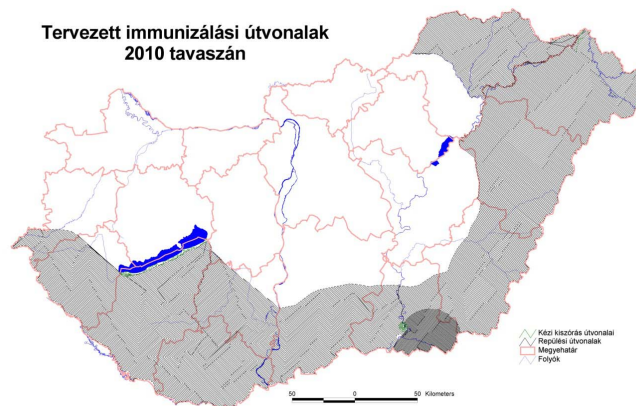 Tervezett immunizálási útvonalak
2010 tavaszán
Kézi kiszórás útvonalai
Repülési útvonalak
Megyehatár
Folyók
50 0 50 Kilometers